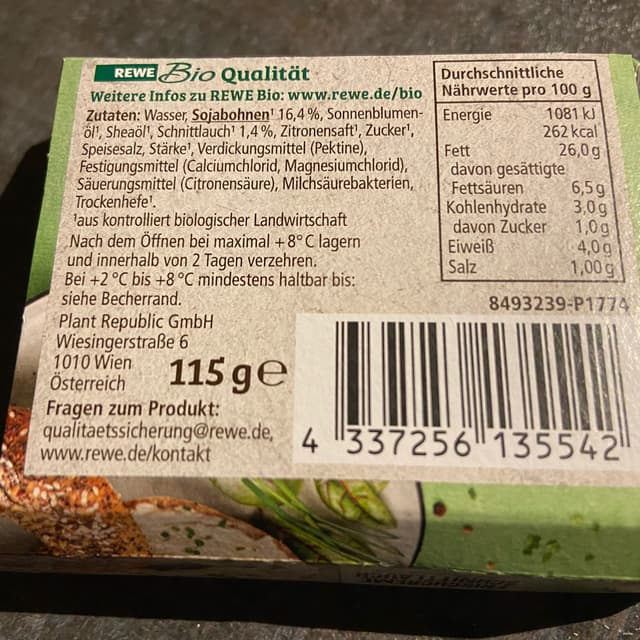 REWE Bio Qualität
Weitere Infos zu REWE Bio: www.rewe.de/bio
Zutaten: Wasser, Sojabohnen¹ 16,4 %, Sonnenblumen-
öl¹, Sheaöl¹, Schnittlauch¹ 1,4 %, Zitronensaft¹, Zucker¹,
Speisesalz, Stärke¹, Verdickungsmittel (Pektine),
Festigungsmittel (Calciumchlorid, Magnesiumchlorid),
Säuerungsmittel (Citronensäure), Milchsäurebakterien,
Trockenhefe¹.
¹aus kontrolliert biologischer Landwirtschaft
Nach dem Öffnen bei maximal +8°C lagern
und innerhalb von 2 Tagen verzehren.
Bei +2 °C bis +8 °C mindestens haltbar bis:
siehe Becherrand.
Plant Republic GmbH
Wiesingerstraße 6
1010 Wien
Österreich
115 g e
Fragen zum Produkt:
qualitaetssicherung@rewe.de,
www.rewe.de/kontakt
Durchschnittliche
Nährwerte pro 100 g
Energie 1081 kJ
262 kcal
Fett 26,0 g
davon gesättigte
Fettsäuren 6,5 g
Kohlenhydrate 3,0 g
davon Zucker 1,0 g
Eiweiß 4,0 g
Salz 1,00 g
8493239-P1774
4 337256 135542